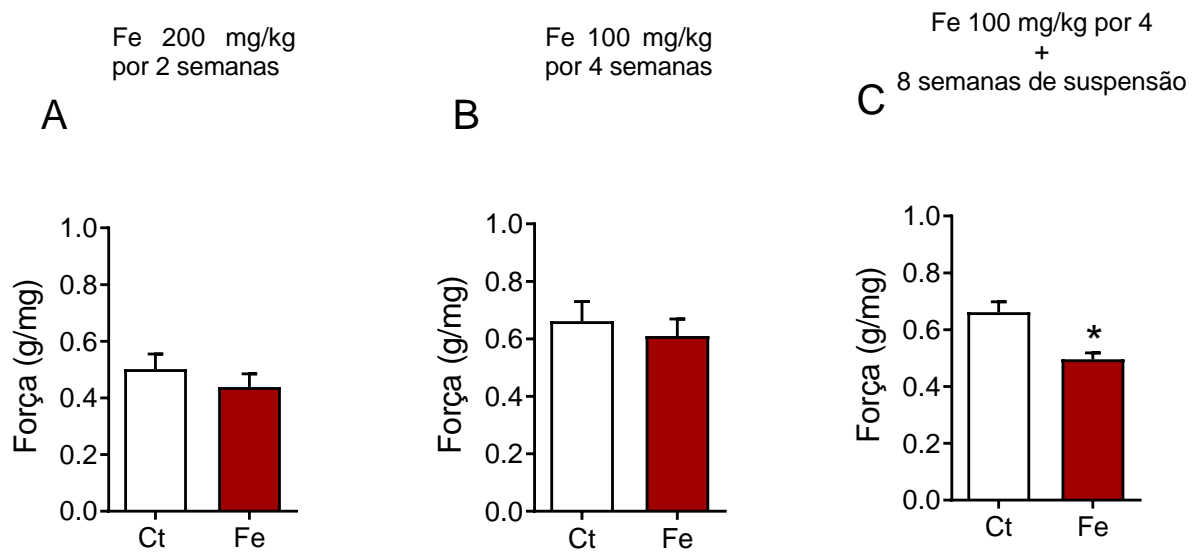 Fe 200 mg/kg
por 2 semanas
A
Força (g/mg)
1.0
0.8
0.6
0.4
0.2
0.0
Ct Fe
Fe 100 mg/kg
por 4 semanas
B
Força (g/mg)
1.0
0.8
0.6
0.4
0.2
0.0
Ct Fe
Fe 100 mg/kg por 4
+
8 semanas de suspensão
C
Força (g/mg)
1.0
0.8
0.6
0.4
0.2
0.0
*
Ct Fe